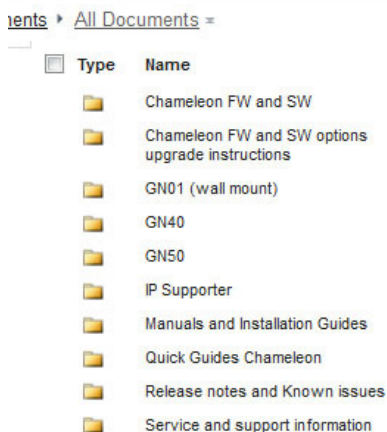 All Documents
Type Name
Chameleon FW and SW
Chameleon FW and SW options
upgrade instructions
GN01 (wall mount)
GN40
GN50
IP Supporter
Manuals and Installation Guides
Quick Guides Chameleon
Release notes and Known issues
Service and support information